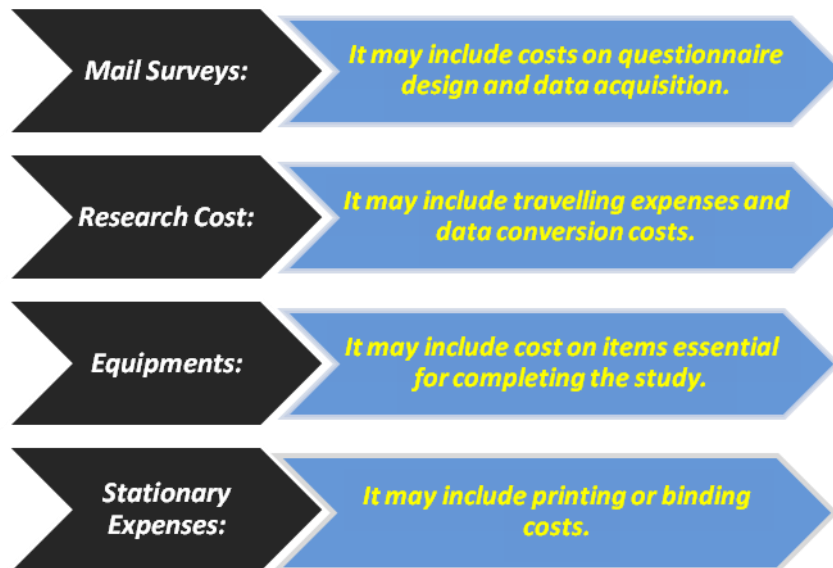 Mail Surveys:
It may include costs on questionnaire
design and data acquisition.
Research Cost:
It may include travelling expenses and
data conversion costs.
Equipments:
It may include cost on items essential
for completing the study.
Stationary
Expenses:
It may include printing or binding
costs.